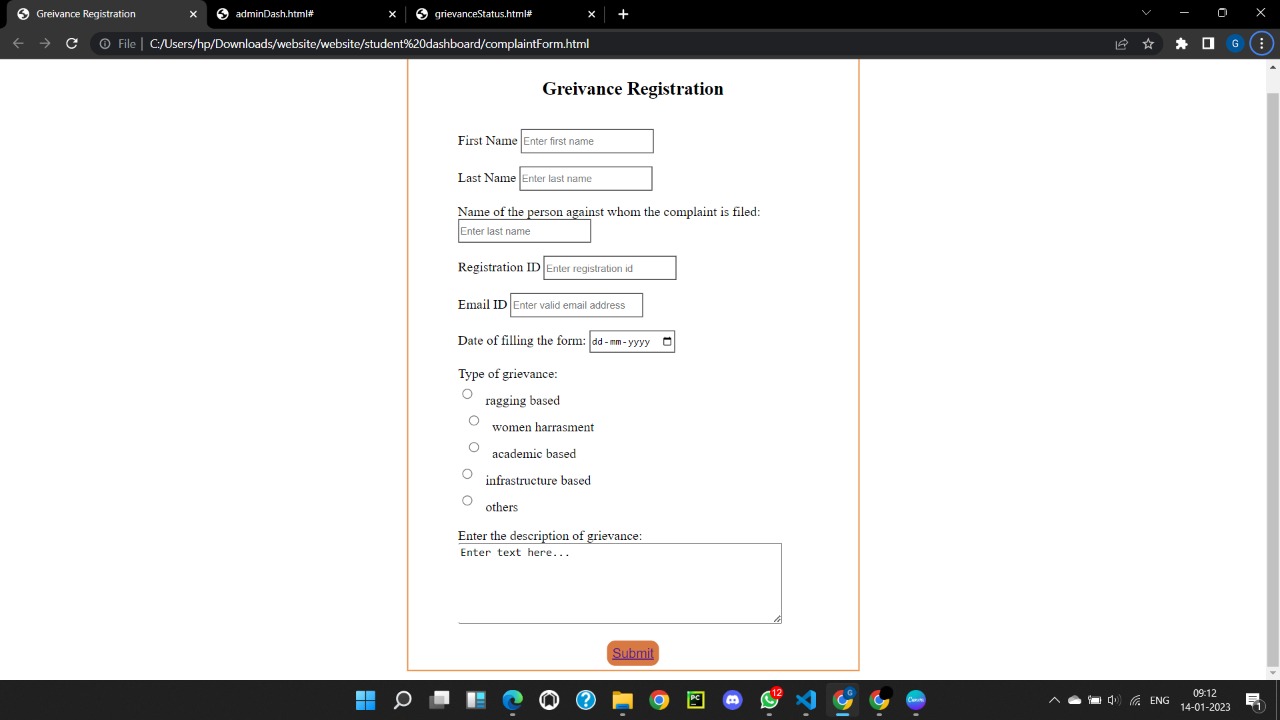 Greivance Registration
adminDash.html#
grievanceStatus.html#
File
C:/Users/hp/Downloads/website/website/student%20dashboard/complaintForm.html
G
Greivance Registration
First Name Enter first name
Last Name Enter last name
Name of the person against whom the complaint is filed:
Enter last name
Registration ID Enter registration id
Email ID Enter valid email address
Date of filling the form: dd-mm-yyyy
Type of grievance:
ragging based
women harrasment
academic based
infrastructure based
others
Enter the description of grievance:
Enter text here...
Submit
PC
12
G
Canva
ENG
09:12
14-01-2023
1